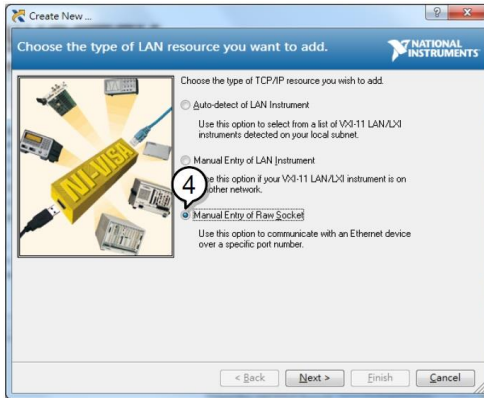 Create New ...
Choose the type of LAN resource you want to add.
NATIONAL
INSTRUMENTS
Choose the type of TCP/IP resource you wish to add.
Auto-detect of LAN Instrument
Use this option to select from a list of VXI-11 LAN/LXI
instruments detected on your local subnet.
Manual Entry of LAN Instrument
this option if your VXI-11 LAN/LXI instrument is on
network.
4
Manual Entry of Raw Socket
Use this option to communicate with an Ethernet device
over a specific port number.
NI-VISA
< Back
Next >
Finish
Cancel